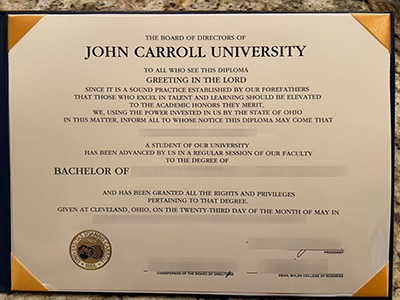 THE BOARD OF DIRECTORS OF
JOHN CARROLL UNIVERSITY
TO ALL WHO SEE THIS DIPLOMA
GREETING IN THE LORD
SINCE IT IS A SOUND PRACTICE ESTABLISHED BY OUR FOREFATHERS
THAT THOSE WHO EXCEL IN TALENT AND LEARNING SHOULD BE ELEVATED
TO THE ACADEMIC HONORS THEY MERIT,
WE, USING THE POWER INVESTED IN US BY THE STATE OF OHIO
IN THIS MATTER, INFORM ALL TO WHOSE NOTICE THIS DIPLOMA MAY COME THAT
A STUDENT OF OUR UNIVERSITY
HAS BEEN ADVANCED BY US IN A REGULAR SESSION OF OUR FACULTY
TO THE DEGREE OF
BACHELOR OF
AND HAS BEEN GRANTED ALL THE RIGHTS AND PRIVILEGES
PERTAINING TO THAT DEGREE.
GIVEN AT CLEVELAND, OHIO, ON THE TWENTY-THIRD DAY OF THE MONTH OF MAY IN
PRESIDENT
CHAIRPERSON OF THE BOARD OF DIRECTORS
DEAN, BOLER COLLEGE OF BUSINESS